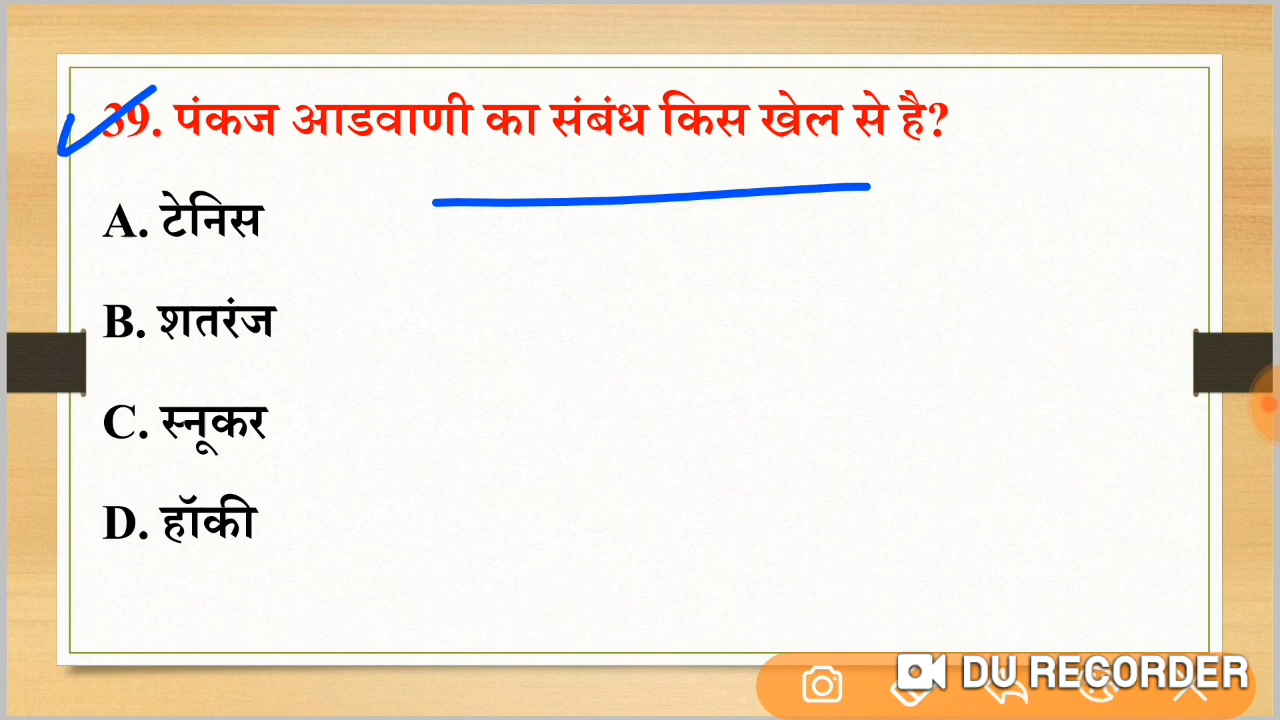 39. पंकज आडवाणी का संबंध किस खेल से है?
A. टेनिस
B. शतरंज
C. स्नूकर
D. हॉकी
DU RECORDER